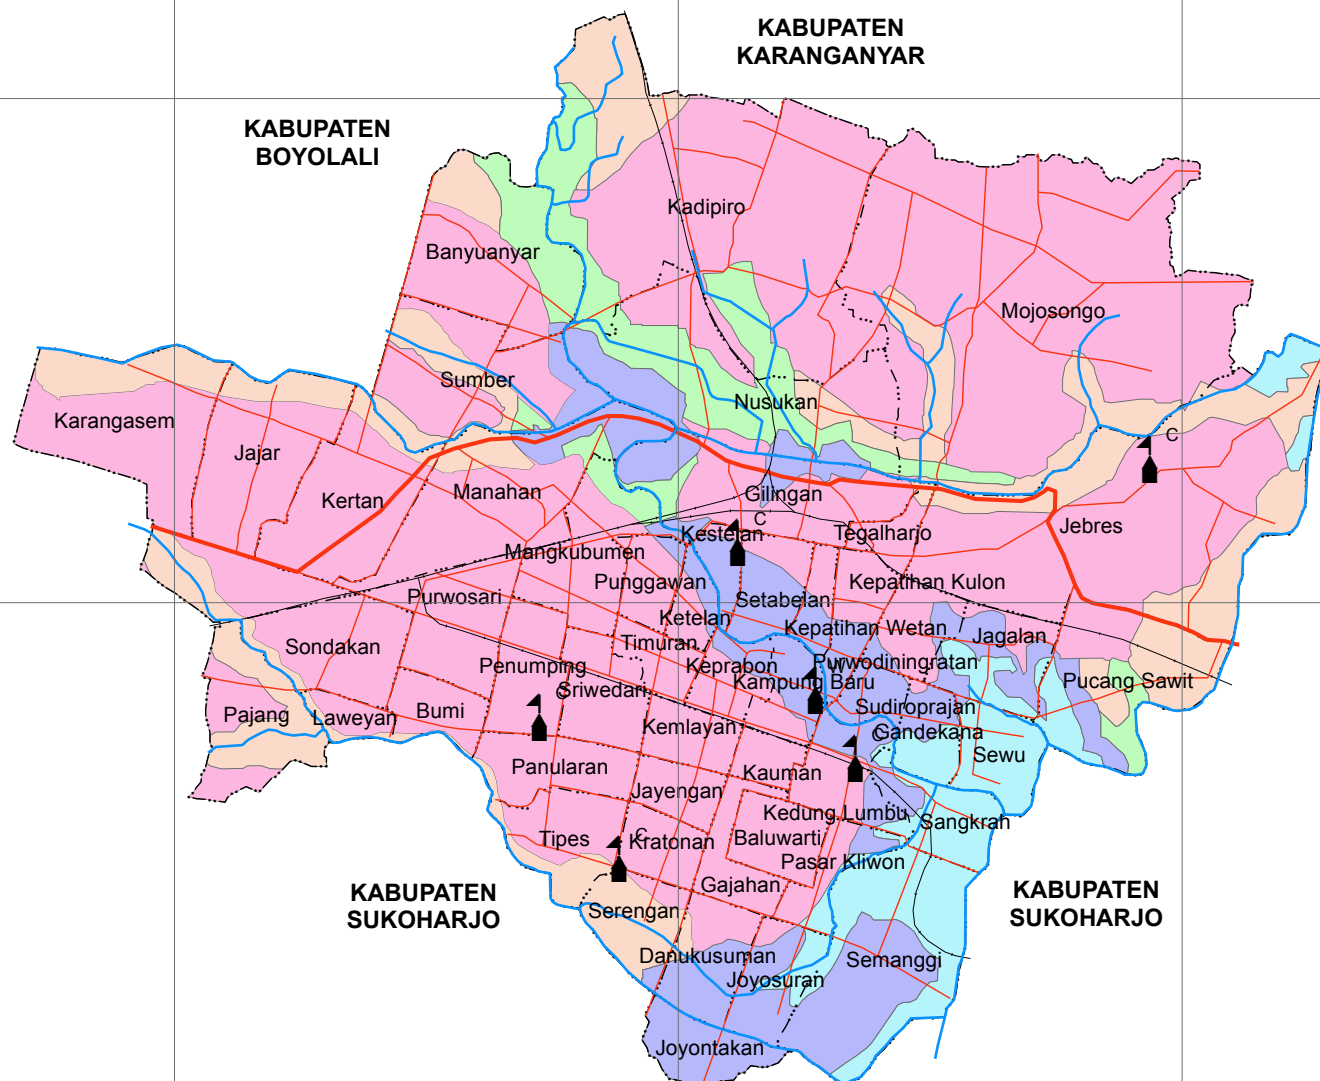 KABUPATEN
KARANGANYAR
KABUPATEN
BOYOLALI
Kadipiro
Banyuanyar
Mojosongo
Sumber
Nusukan
Karangasem
C
Jajar
Kertan
Manahan
Gilingan
C
Jebres
Kestelan
Tegalharjo
Mangkubumen
Punggawan
Kepatihan Kulon
Purwosari
Setabelan
Ketelan
Kepatihan Wetan
Jagalan
Sondakan
Timuran
Penumping
Keprabon
Purwodiningratan
Kampung Baru
Pucang Sawit
C
Sriwedari
Pajang
Laweyan
Bumi
Kemlayan
Sudiroprajan
C
Gandekana
Sewu
Panularan
Kauman
Jayengan
Kedung Lumbu
Sangkrah
Tipes
C
Kratonan
Baluwarti
Pasar Kliwon
Gajahan
KABUPATEN
SUKOHARJO
KABUPATEN
SUKOHARJO
Serengan
Danukusuman
Semanggi
Joyosuran
Joyontakan